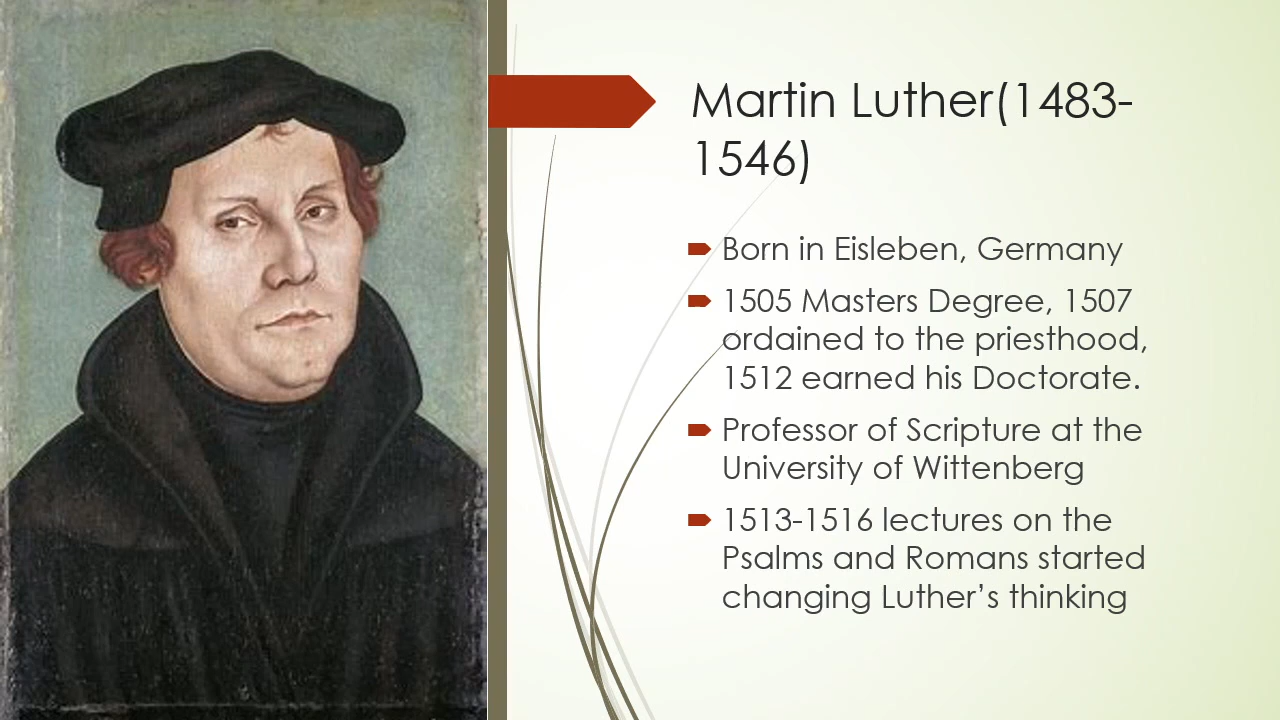 Martin Luther(1483-
1546)
Born in Eisleben, Germany
1505 Masters Degree, 1507
ordained to the priesthood,
1512 earned his Doctorate.
Professor of Scripture at the
University of Wittenberg
1513-1516 lectures on the
Psalms and Romans started
changing Luther’s thinking